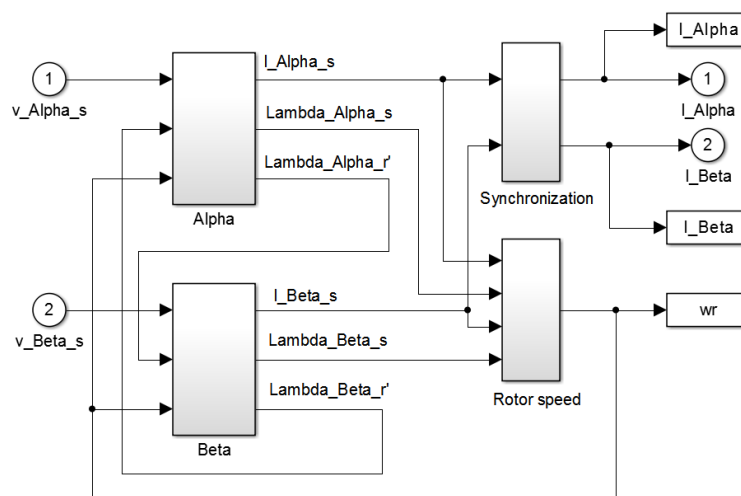 I_Alpha
I_Alpha_s
1
1
v_Alpha_s
I_Alpha
Lambda_Alpha_s
2
Lambda_Alpha_r'
I_Beta
Synchronization
Alpha
I_Beta
I_Beta_s
2
wr
v_Beta_s
Lambda_Beta_s
Lambda_Beta_r'
Rotor speed
Beta